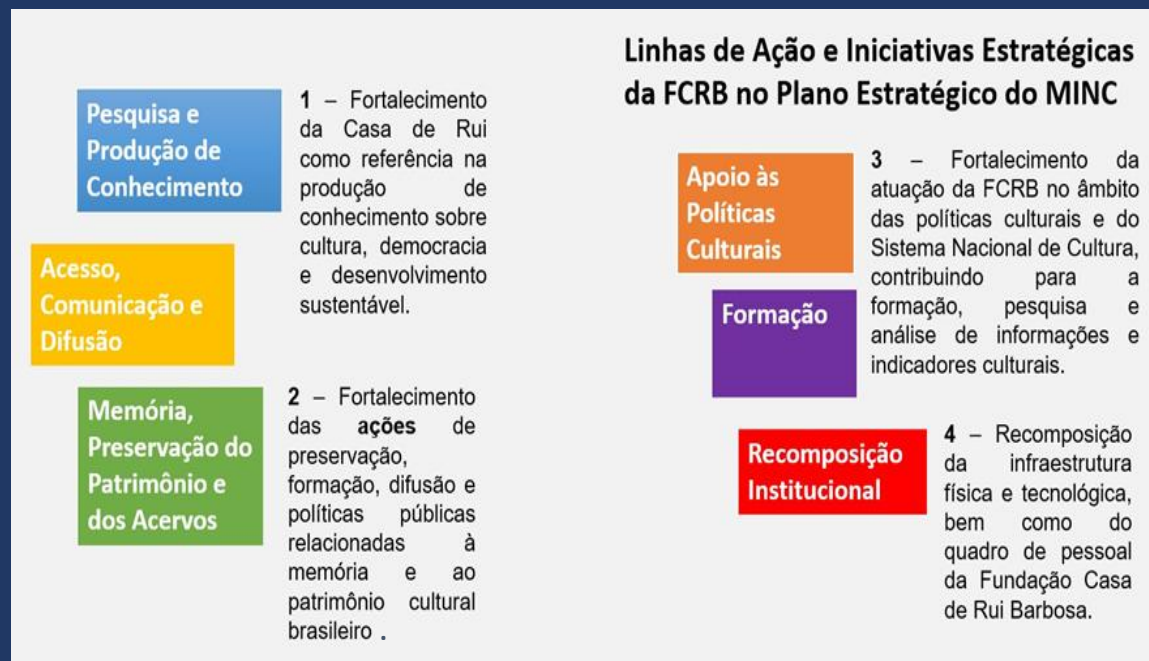 Linhas de Ação e Iniciativas Estratégicas
da FCRB no Plano Estratégico do MINC
Pesquisa e
Produção de
Conhecimento
1 – Fortalecimento
da Casa de Rui
como referência na
produção de
conhecimento sobre
cultura, democracia
e desenvolvimento
sustentável.
Acesso,
Comunicação e
Difusão
Memória,
Preservação do
Patrimônio e
dos Acervos
2 – Fortalecimento
das ações de
preservação,
formação, difusão e
políticas públicas
relacionadas à
memória e ao
patrimônio cultural
brasileiro .
Apoio às
Políticas
Culturais
3 – Fortalecimento da
atuação da FCRB no âmbito
das políticas culturais e do
Sistema Nacional de Cultura,
contribuindo para a
formação, pesquisa e
análise de informações e
indicadores culturais.
Formação
Recomposição
Institucional
4 – Recomposição
da infraestrutura
física e tecnológica,
bem como do
quadro de pessoal
da Fundação Casa
de Rui Barbosa.